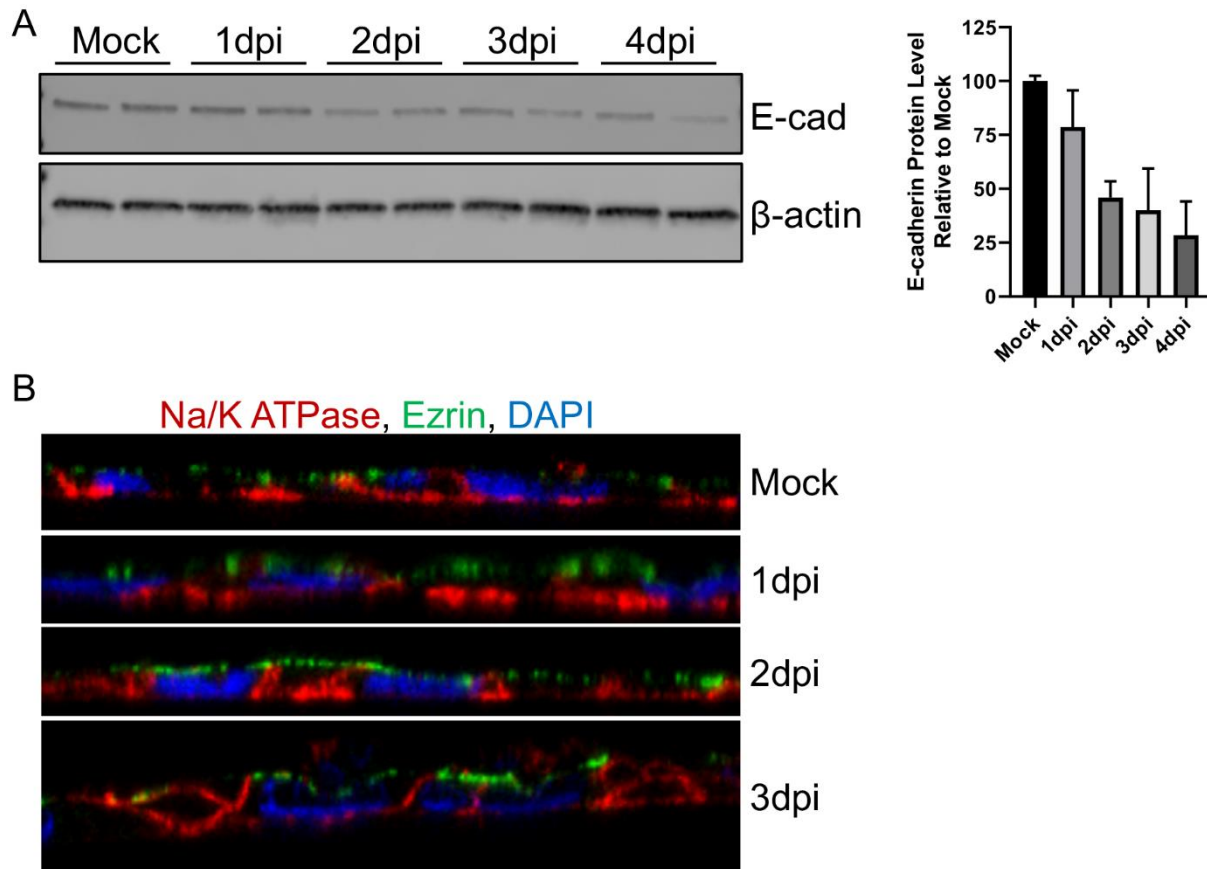 A
Mock 1dpi 2dpi 3dpi 4dpi
E-cad
β-actin
E-cadherin Protein Level
Relative to Mock
125
100
75
50
25
0
Mock
1dpi
2dpi
3dpi
4dpi
B
Na/K ATPase, Ezrin, DAPI
Mock
1dpi
2dpi
3dpi